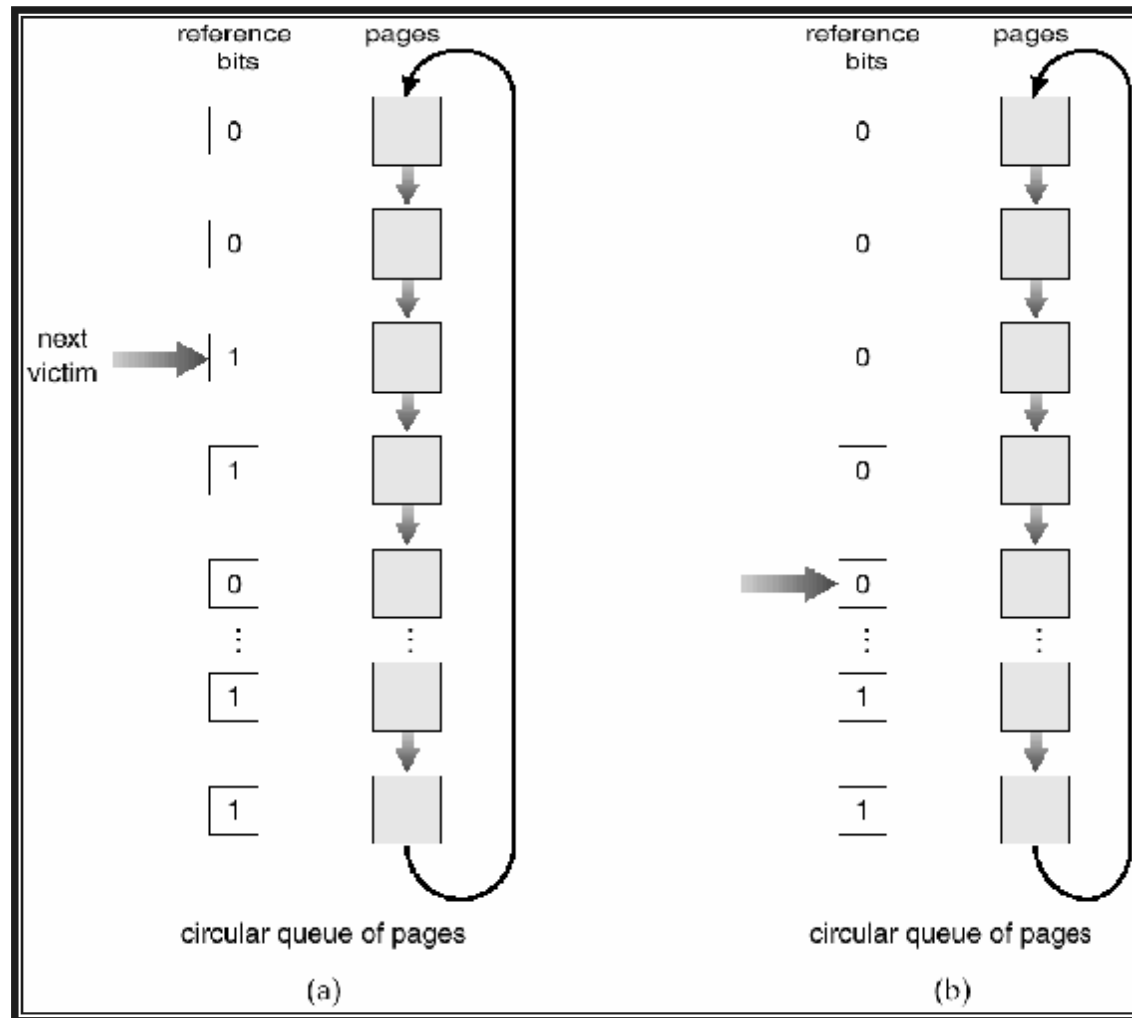 reference bits
pages
reference bits
pages
0
0
0
0
next victim
1
0
1
0
0
0
⋮
⋮
⋮
⋮
1
1
1
1
circular queue of pages
circular queue of pages
(a)
(b)